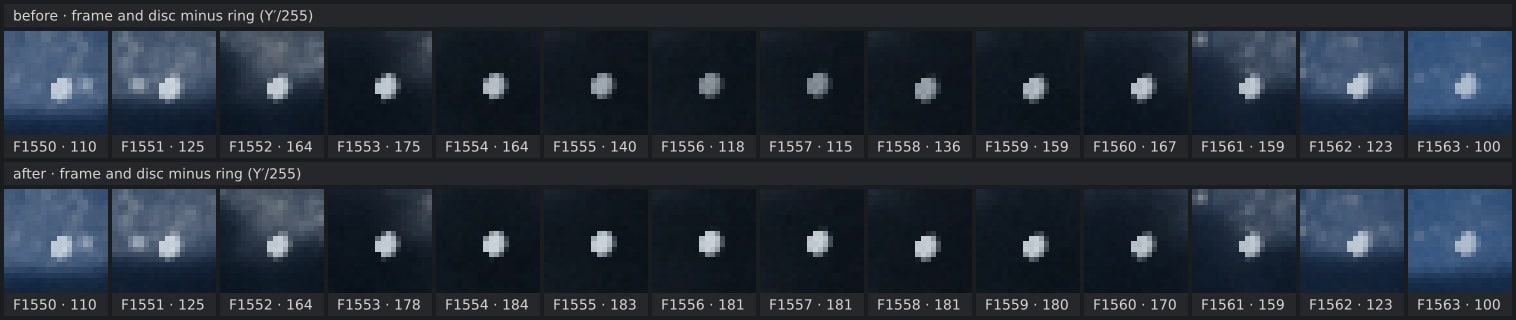 before · frame and disc minus ring (Y′/255)
F1550 · 110 F1551 · 125 F1552 · 164 F1553 · 175 F1554 · 164 F1555 · 140 F1556 · 118 F1557 · 115 F1558 · 136 F1559 · 159 F1560 · 167 F1561 · 159 F1562 · 123 F1563 · 100
after · frame and disc minus ring (Y′/255)
F1550 · 110 F1551 · 125 F1552 · 164 F1553 · 178 F1554 · 184 F1555 · 183 F1556 · 181 F1557 · 181 F1558 · 181 F1559 · 180 F1560 · 170 F1561 · 159 F1562 · 123 F1563 · 100